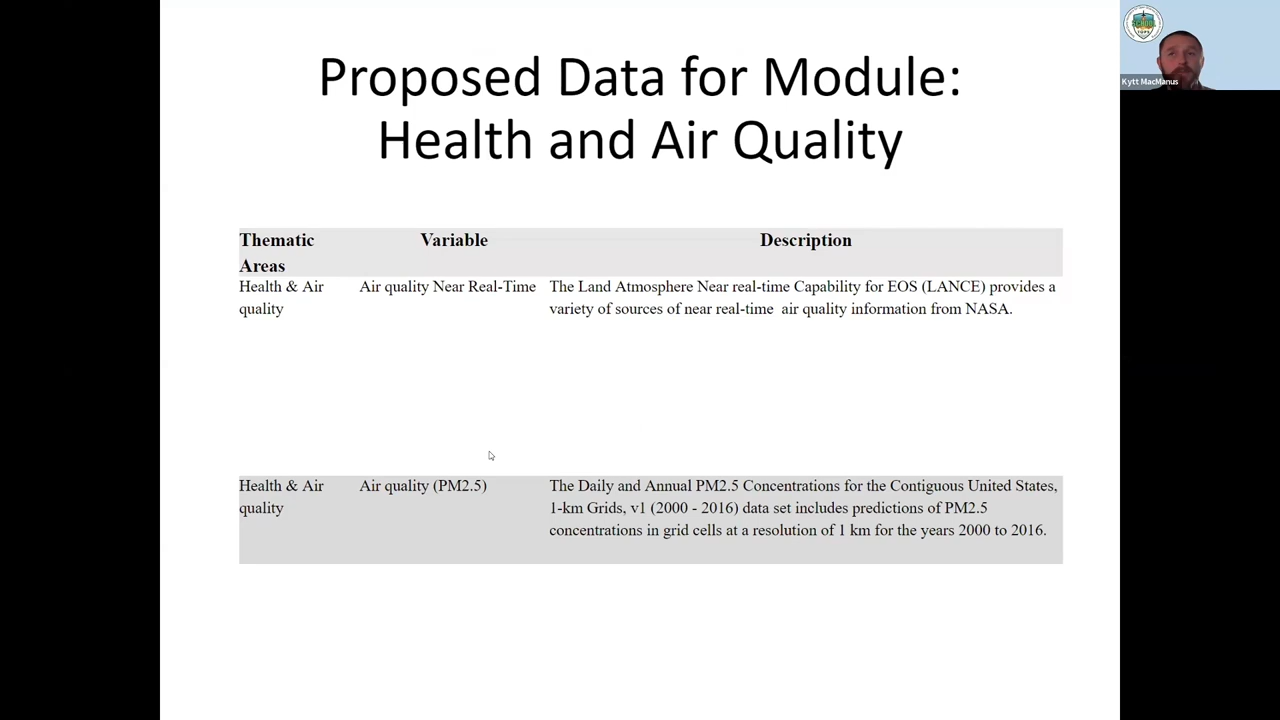 Proposed Data for Module:
Health and Air Quality
Thematic Areas
Variable
Description
Health & Air quality
Air quality Near Real-Time
The Land Atmosphere Near real-time Capability for EOS (LANCE) provides a
variety of sources of near real-time air quality information from NASA.
Health & Air quality
Air quality (PM2.5)
The Daily and Annual PM2.5 Concentrations for the Contiguous United States,
1-km Grids, v1 (2000 - 2016) data set includes predictions of PM2.5
concentrations in grid cells at a resolution of 1 km for the years 2000 to 2016.
Kytt MacManus
SCHOOL
TOPS